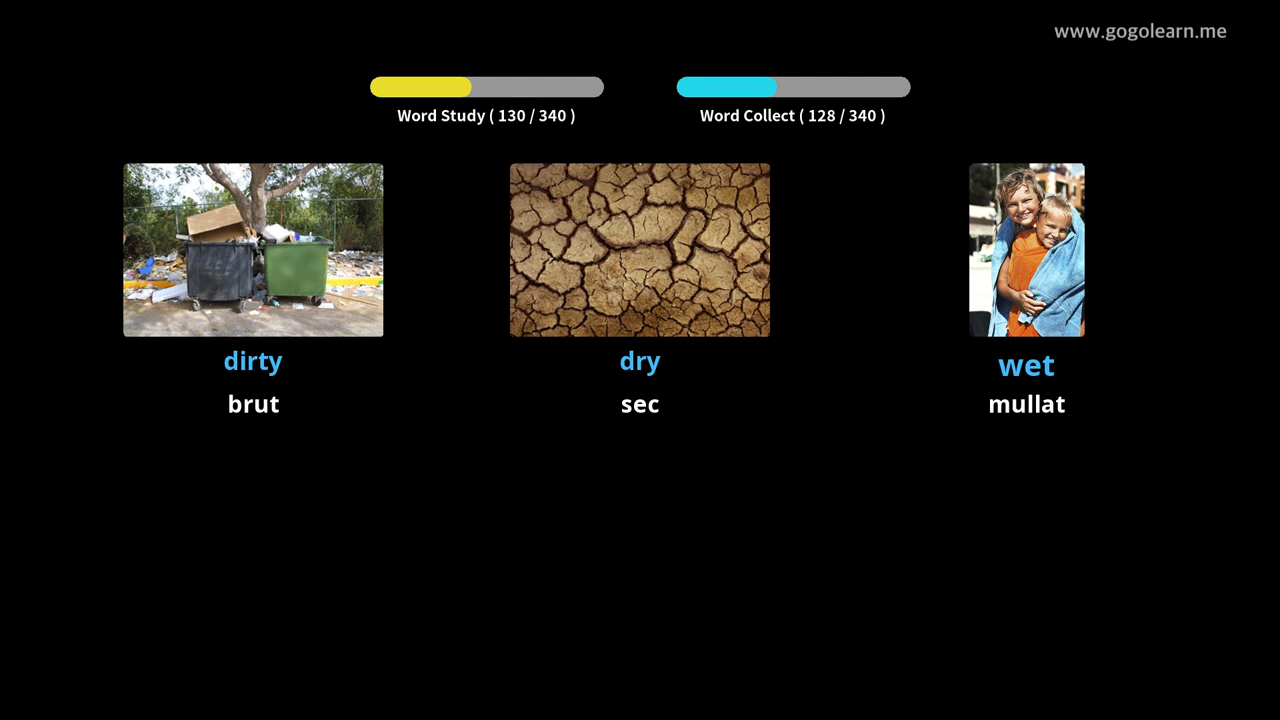 www.gogolearn.me
Word Study ( 130 / 340 )
Word Collect ( 128 / 340 )
dirty
brut
dry
sec
wet
mullat